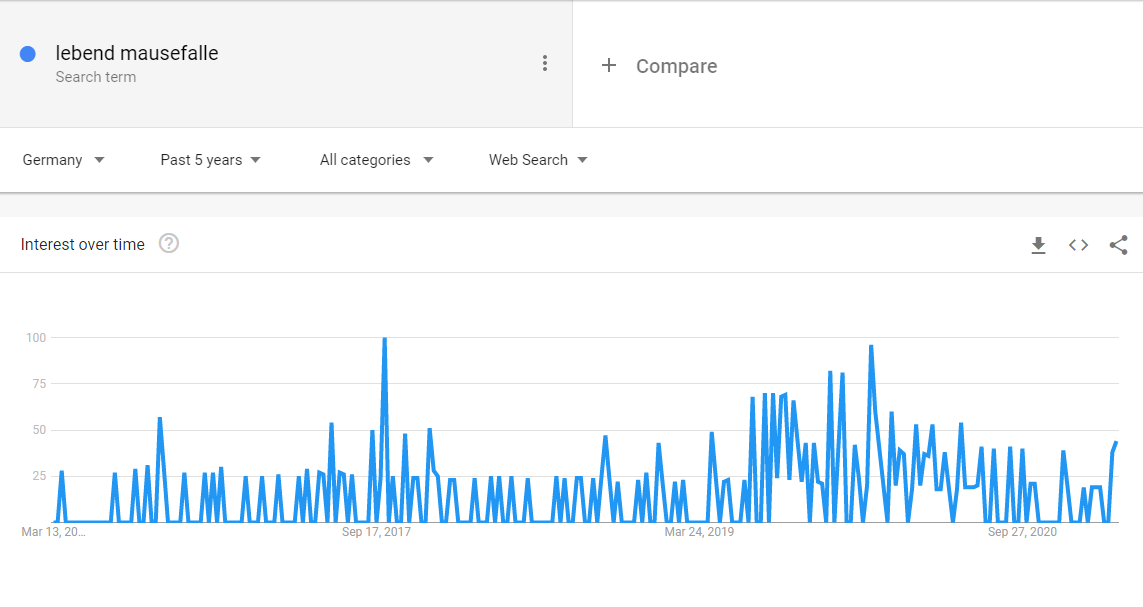 lebend mausefalle
Search term
+ Compare
Germany Past 5 years All categories Web Search
Interest over time ?
100
75
50
25
Mar 13, 20... Sep 17, 2017 Mar 24, 2019 Sep 27, 2020